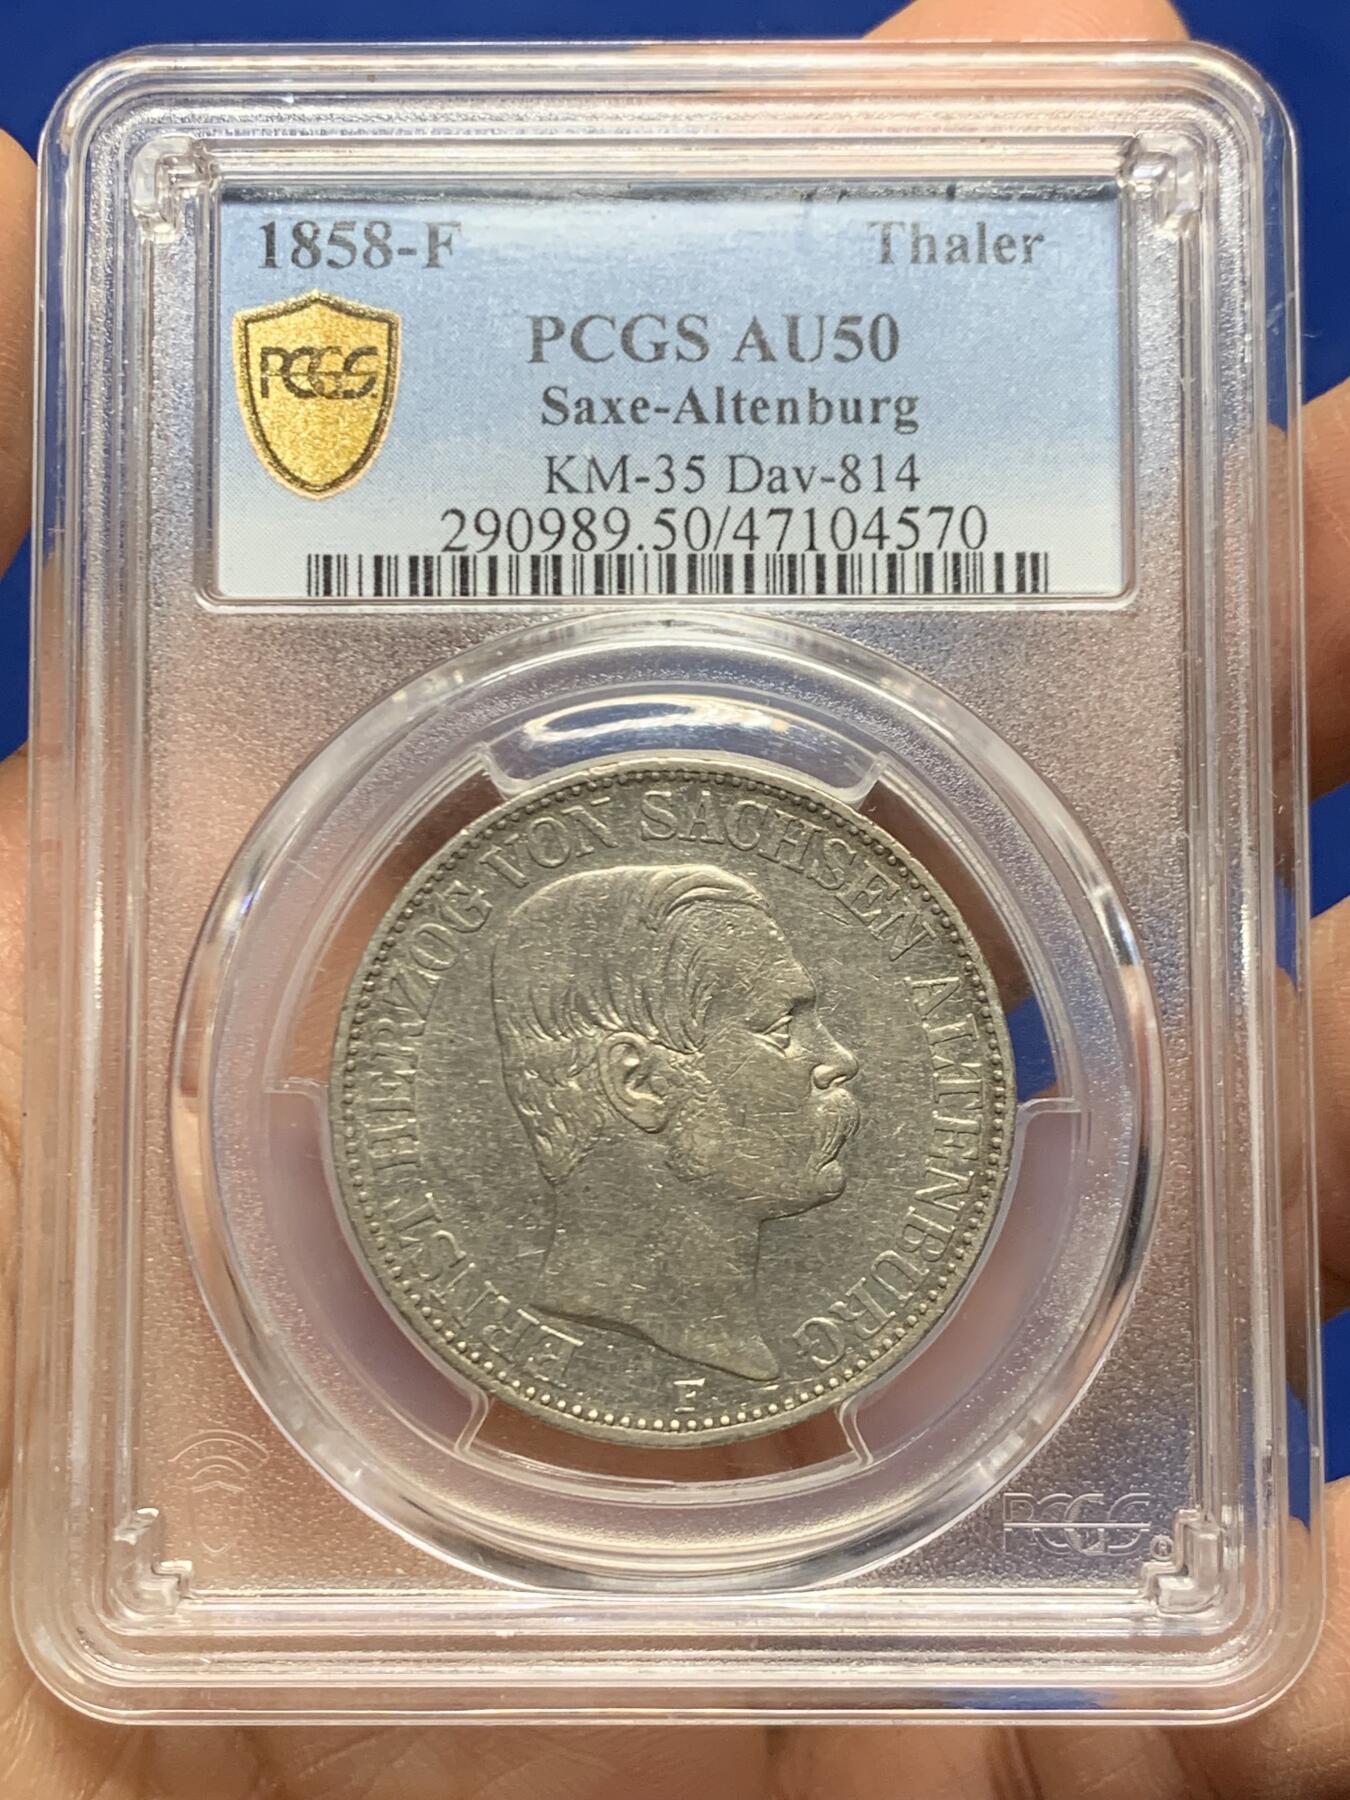 1858-F Thaler
PCGS
PCGS AU50
Saxe-Altenburg
KM-35 Dav-814
290989.50/47104570
ERNST HERZOG VON SACHSEN ALTENBURG
F
PCGS®